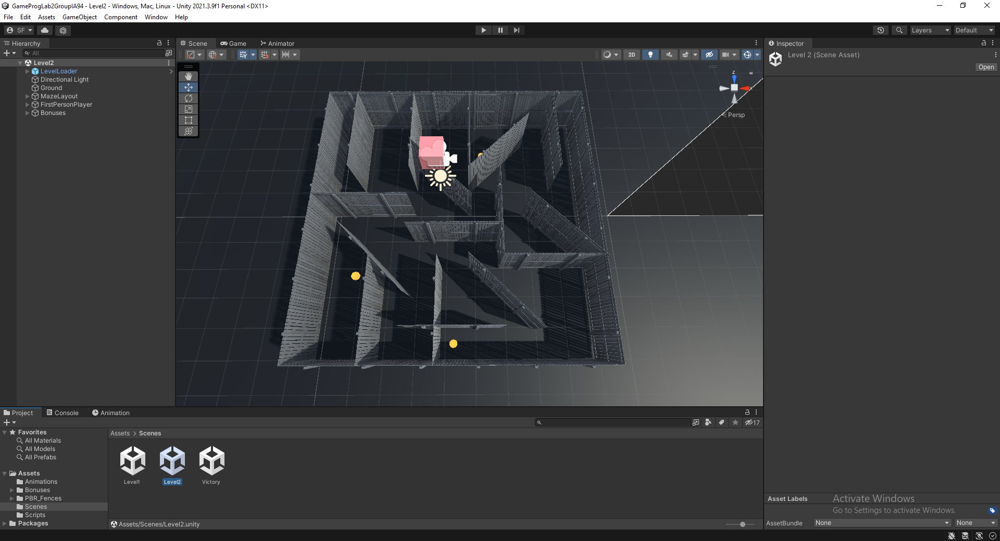 GameProgLab2GroupIA94 - Level2 - Windows, Mac, Linux - Unity 2021.3.9f1 Personal <DX11>
File Edit Assets GameObject Component Window Help
SF Layers Default
Hierarchy
All
Level2
LevelLoader
Directional Light
Ground
MazeLayout
FirstPersonPlayer
Bonuses
Scene Game Animator
2D
z
x
Persp
Inspector
Level 2 (Scene Asset)
Open
Project Console Animation
17
Favorites
All Materials
All Models
All Prefabs
Assets
Animations
Bonuses
PBR_Fences
Scenes
Scripts
Packages
Assets > Scenes
Level1 Level2 Victory
Assets/Scenes/Level2.unity
Asset Labels
Activate Windows
Go to Settings to activate Windows.
AssetBundle None None